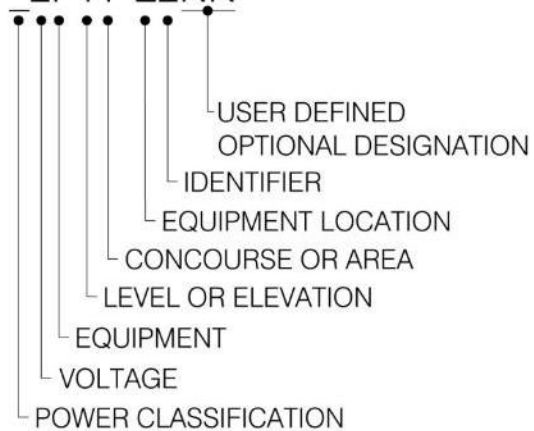 USER DEFINED
OPTIONAL DESIGNATION
IDENTIFIER
EQUIPMENT LOCATION
CONCOURSE OR AREA
LEVEL OR ELEVATION
EQUIPMENT
VOLTAGE
POWER CLASSIFICATION